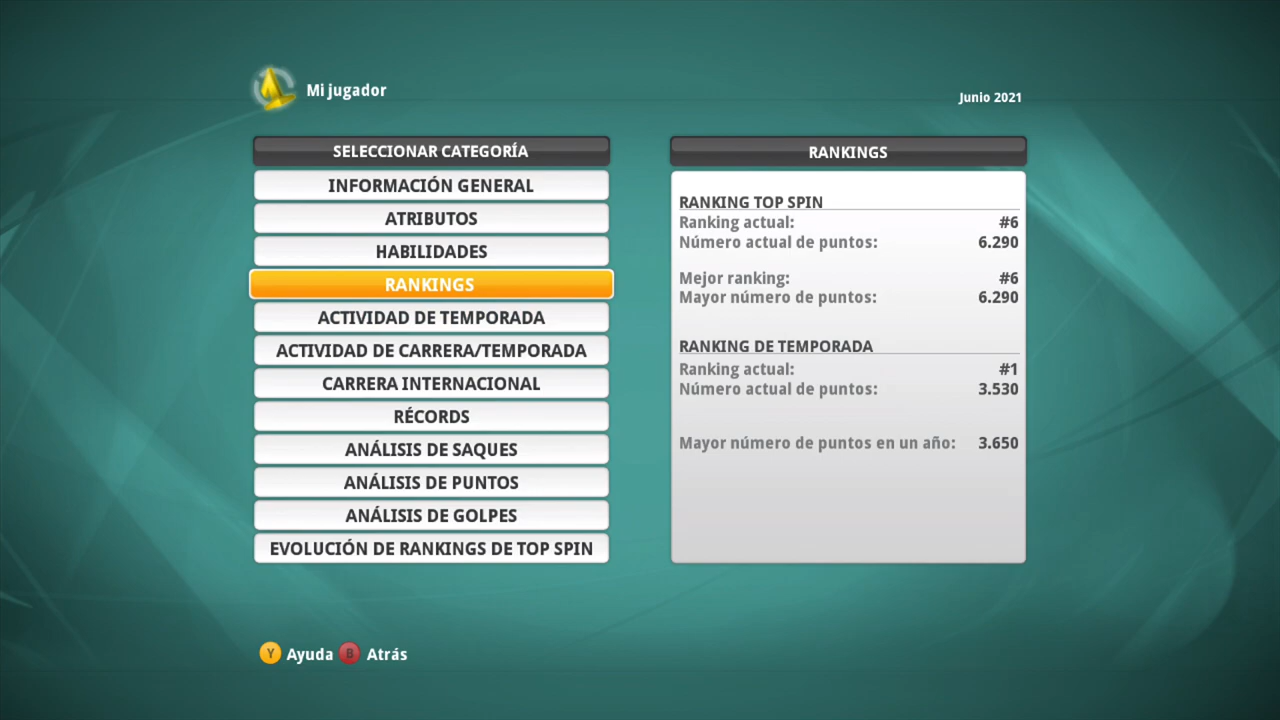 Mi jugador
Junio 2021
SELECCIONAR CATEGORÍA
INFORMACIÓN GENERAL
ATRIBUTOS
HABILIDADES
RANKINGS
ACTIVIDAD DE TEMPORADA
ACTIVIDAD DE CARRERA/TEMPORADA
CARRERA INTERNACIONAL
RÉCORDS
ANÁLISIS DE SAQUES
ANÁLISIS DE PUNTOS
ANÁLISIS DE GOLPES
EVOLUCIÓN DE RANKINGS DE TOP SPIN
RANKINGS
RANKING TOP SPIN
Ranking actual: #6
Número actual de puntos: 6.290
Mejor ranking: #6
Mayor número de puntos: 6.290
RANKING DE TEMPORADA
Ranking actual: #1
Número actual de puntos: 3.530
Mayor número de puntos en un año: 3.650
Y Ayuda B Atrás